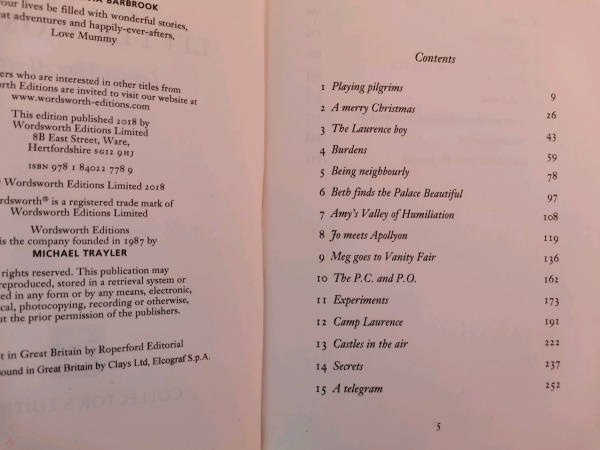 BARBROOK
our lives be filled with wonderful stories,
at adventures and happily-ever-afters,
Love Mummy
ers who are interested in other titles from
orth Editions are invited to visit our website at
www.wordsworth-editions.com
This edition published 2018 by
Wordsworth Editions Limited
8B East Street, Ware,
Hertfordshire SG12 9HJ
ISBN 978 1 84022 778 9
Wordsworth Editions Limited 2018
rdsworth® is a registered trade mark of
Wordsworth Editions Limited
Wordsworth Editions
is the company founded in 1987 by
MICHAEL TRAYLER
rights reserved. This publication may
reproduced, stored in a retrieval system or
ed in any form or by any means, electronic,
cal, photocopying, recording or otherwise,
ut the prior permission of the publishers.
t in Great Britain by Roperford Editorial
ound in Great Britain by Clays Ltd, Elcograf S.p.A.
Contents
1 Playing pilgrims 9
2 A merry Christmas 26
3 The Laurence boy 43
4 Burdens 59
5 Being neighbourly 78
6 Beth finds the Palace Beautiful 97
7 Amy's Valley of Humiliation 108
8 Jo meets Apollyon 119
9 Meg goes to Vanity Fair 136
10 The P.C. and P.O. 162
11 Experiments 173
12 Camp Laurence 191
13 Castles in the air 222
14 Secrets 237
15 A telegram 252
5